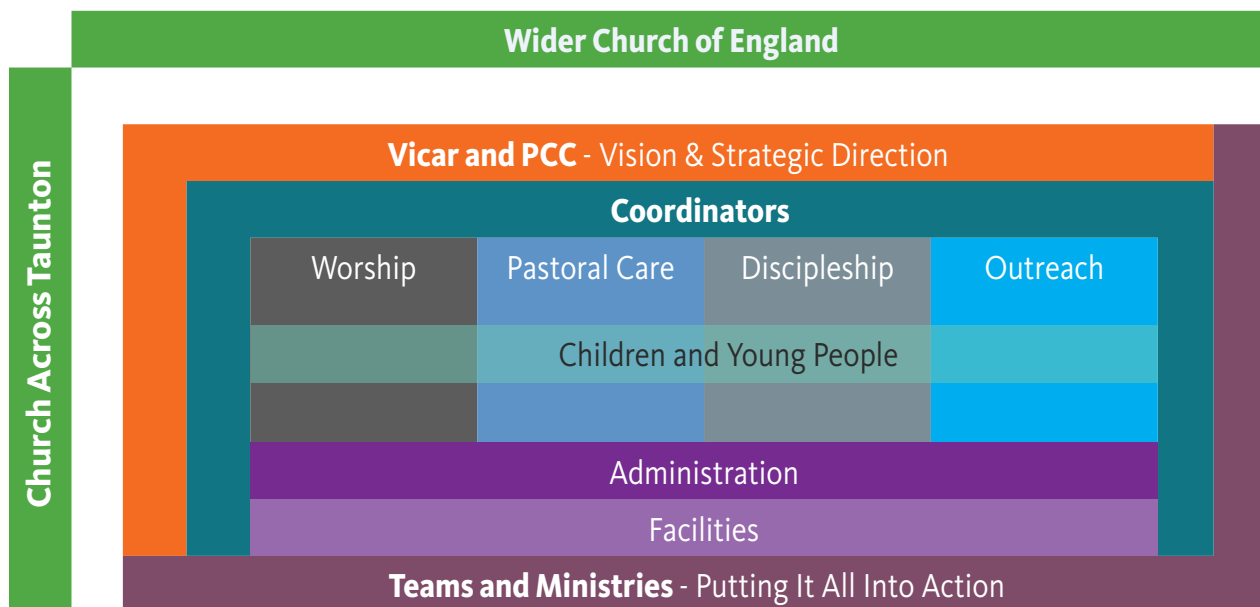 Wider Church of England
Church Across Taunton
Vicar and PCC - Vision & Strategic Direction
Coordinators
Worship
Pastoral Care
Discipleship
Outreach
Children and Young People
Administration
Facilities
Teams and Ministries - Putting It All Into Action